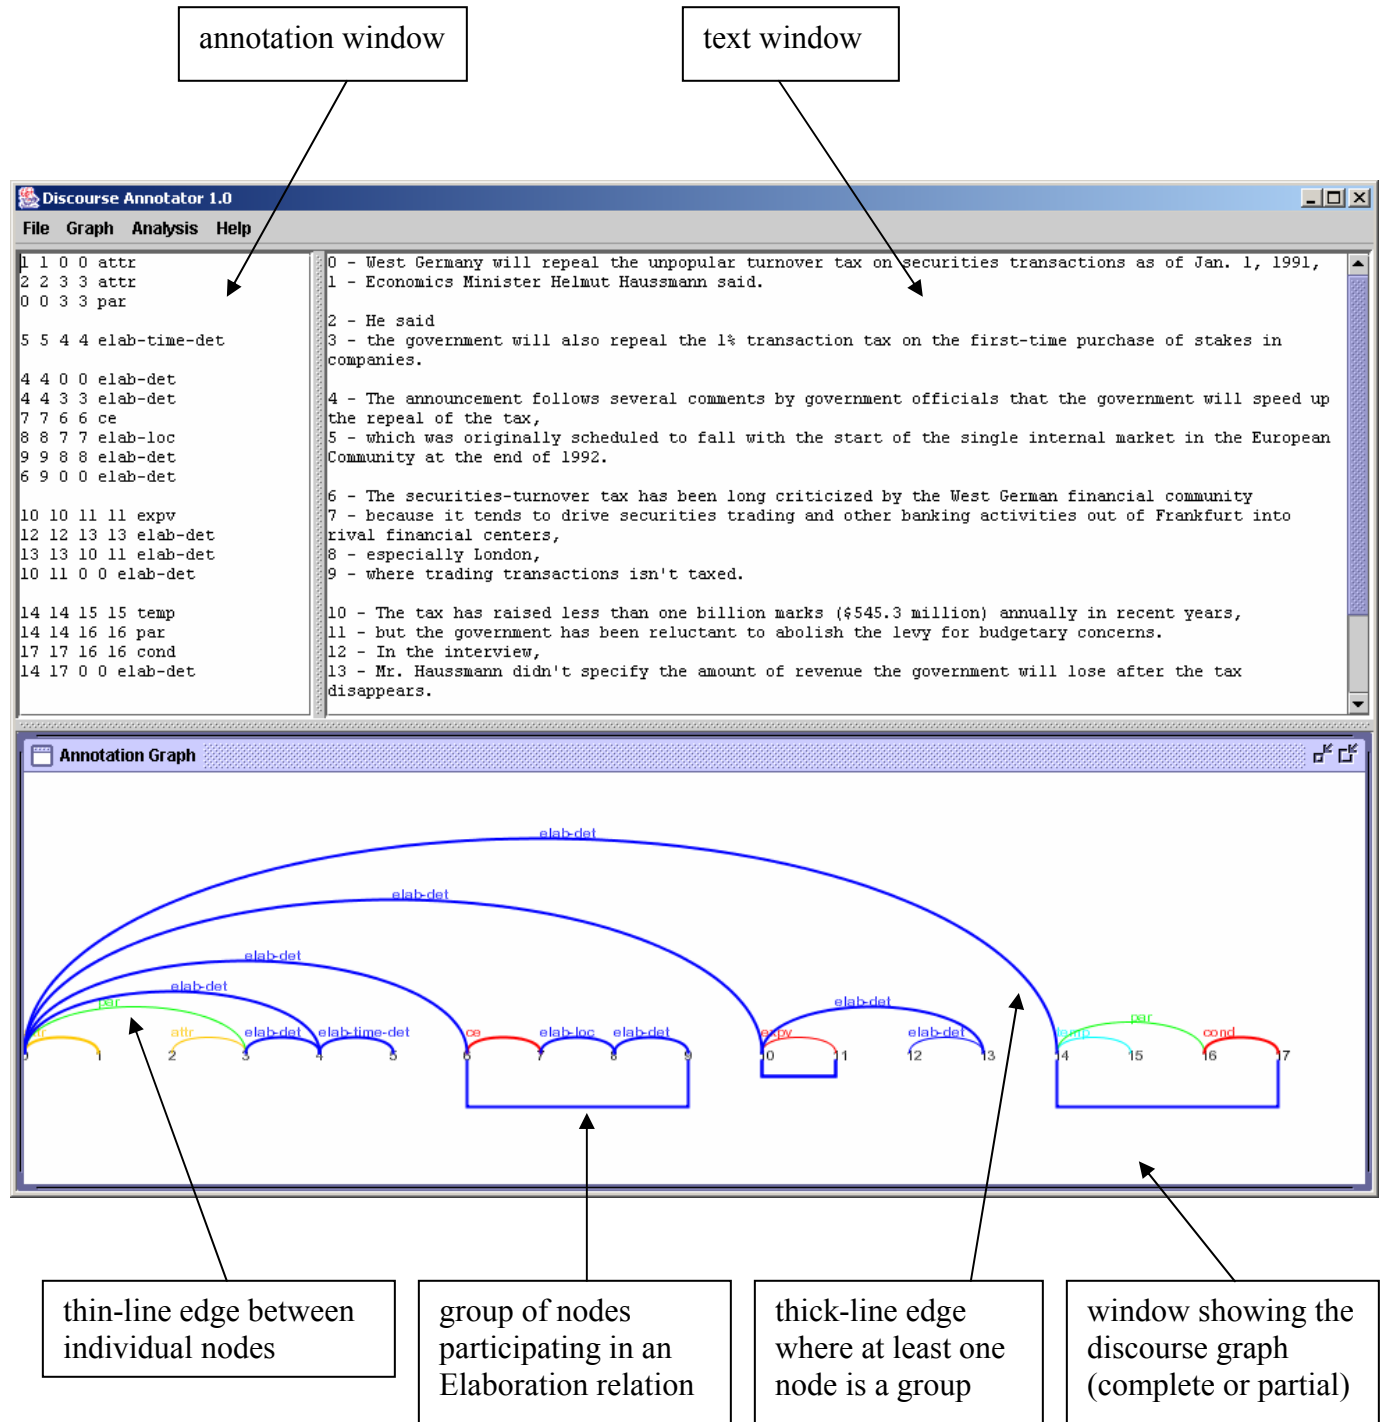 annotation window
text window
Discourse Annotator 1.0
File Graph Analysis Help
1 1 0 0 attr
2 2 3 3 attr
0 0 3 3 par
5 5 4 4 elab-time-det
4 4 0 0 elab-det
4 4 3 3 elab-det
7 7 6 6 ce
8 8 7 7 elab-loc
9 9 8 8 elab-det
6 9 0 0 elab-det
10 10 11 11 expv
12 12 13 13 elab-det
13 13 10 11 elab-det
10 11 0 0 elab-det
14 14 15 15 temp
14 14 16 16 par
17 17 16 16 cond
14 17 0 0 elab-det
0 - West Germany will repeal the unpopular turnover tax on securities transactions as of Jan. 1, 1991,
1 - Economics Minister Helmut Haussmann said.
2 - He said
3 - the government will also repeal the 1% transaction tax on the first-time purchase of stakes in
companies.
4 - The announcement follows several comments by government officials that the government will speed up
the repeal of the tax,
5 - which was originally scheduled to fall with the start of the single internal market in the European
Community at the end of 1992.
6 - The securities-turnover tax has been long criticized by the West German financial community
7 - because it tends to drive securities trading and other banking activities out of Frankfurt into
rival financial centers,
8 - especially London,
9 - where trading transactions isn't taxed.
10 - The tax has raised less than one billion marks ($545.3 million) annually in recent years,
11 - but the government has been reluctant to abolish the levy for budgetary concerns.
12 - In the interview,
13 - Mr. Haussmann didn't specify the amount of revenue the government will lose after the tax
disappears.
Annotation Graph
elab-det
elab-det
elab-det
elab-det
par
elab-det
par
attr attr elab-det elab-time-det ce elab-loc elab-det expv elab-det temp cond
0 1 2 3 4 5 6 7 8 9 10 11 12 13 14 15 16 17
thin-line edge between
individual nodes
group of nodes
participating in an
Elaboration relation
thick-line edge
where at least one
node is a group
window showing the
discourse graph
(complete or partial)